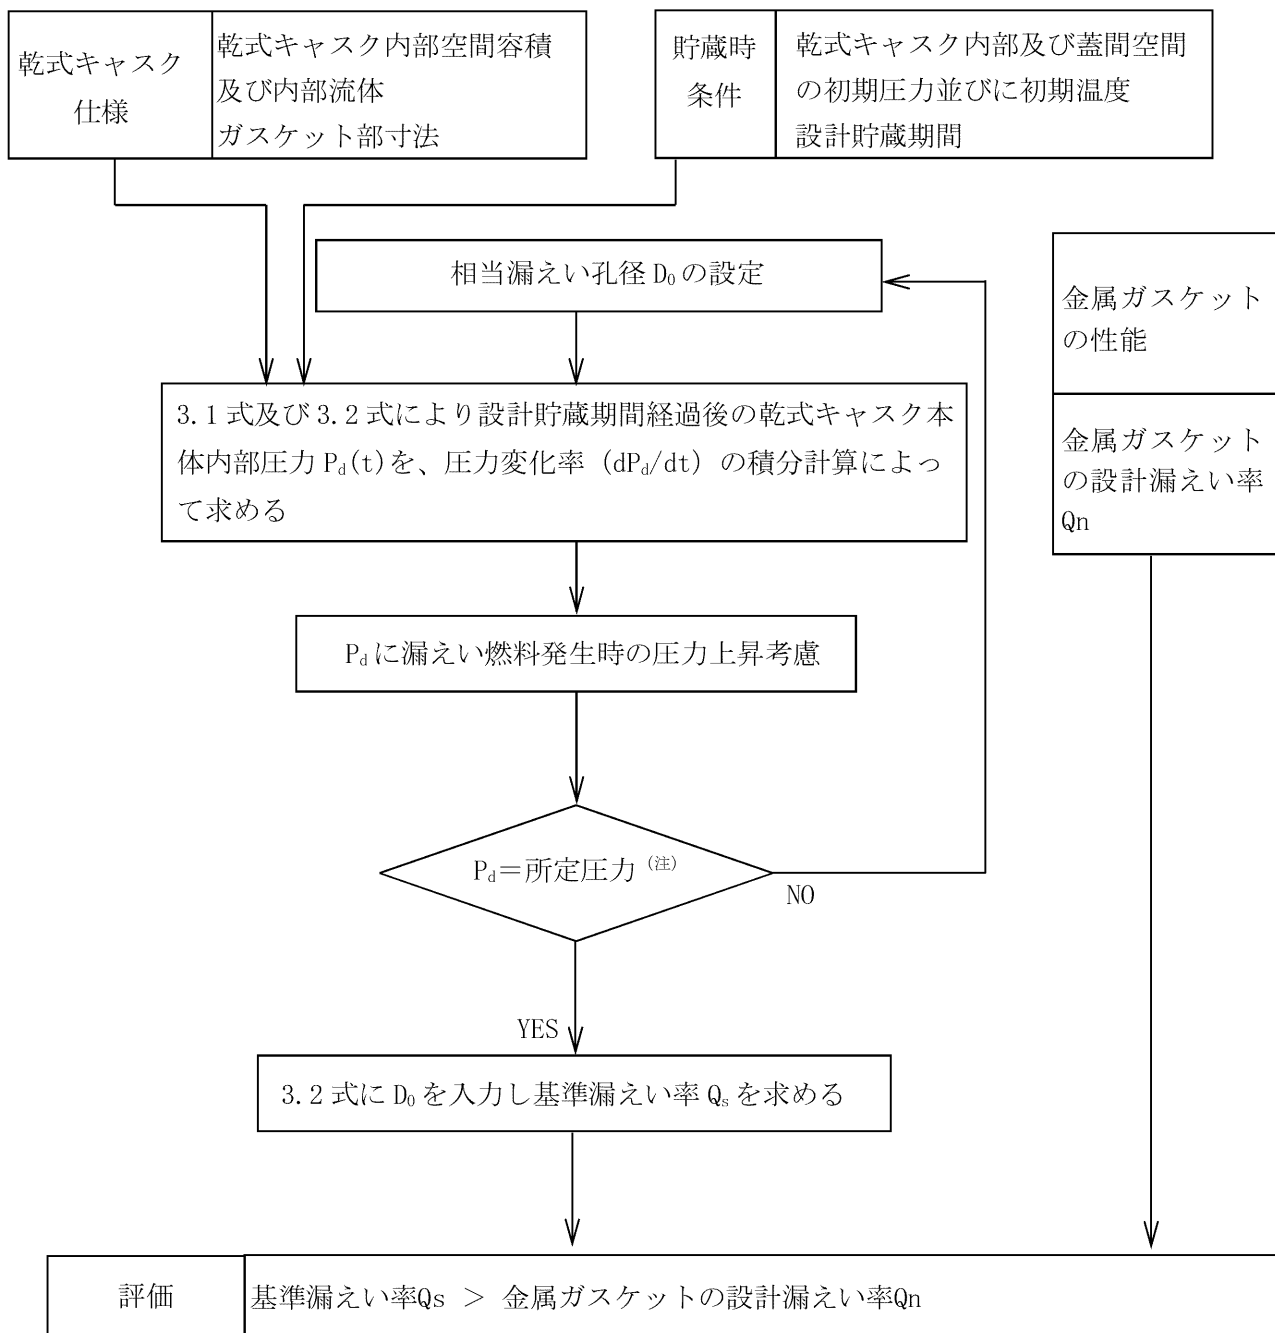 乾式キャスク
仕様
乾式キャスク内部空間容積
及び内部流体
ガスケット部寸法
貯蔵時
条件
乾式キャスク内部及び蓋間空間
の初期圧力並びに初期温度
設計貯蔵期間
相当漏えい孔径 D₀ の設定
金属ガスケット
の性能
3.1 式及び 3.2 式により設計貯蔵期間経過後の乾式キャスク本
体内部圧力 P_d(t)を、圧力変化率（dP_d/dt）の積分計算によっ
て求める
金属ガスケット
の設計漏えい率
Qn
P_d に漏えい燃料発生時の圧力上昇考慮
P_d＝所定圧力（注）
NO
YES
3.2 式に D₀ を入力し基準漏えい率 Qₛ を求める
評価
基準漏えい率Qs ＞ 金属ガスケットの設計漏えい率Qn